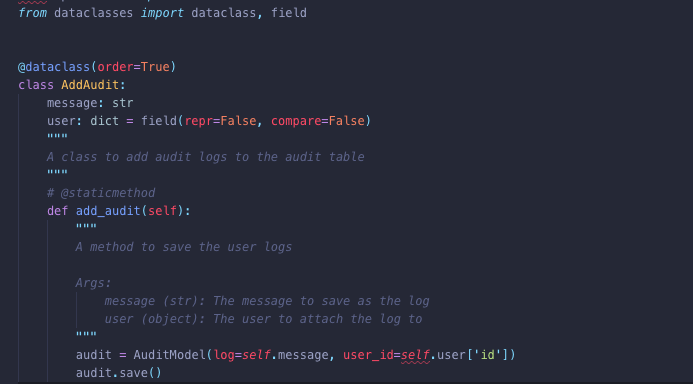 from dataclasses import dataclass, field
@dataclass(order=True)
class AddAudit:
    message: str
    user: dict = field(repr=False, compare=False)
    """
    A class to add audit logs to the audit table
    """
    # @staticmethod
    def add_audit(self):
        """
        A method to save the user logs
        Args:
            message (str): The message to save as the log
            user (object): The user to attach the log to
        """
        audit = AuditModel(log=self.message, user_id=self.user['id'])
        audit.save()